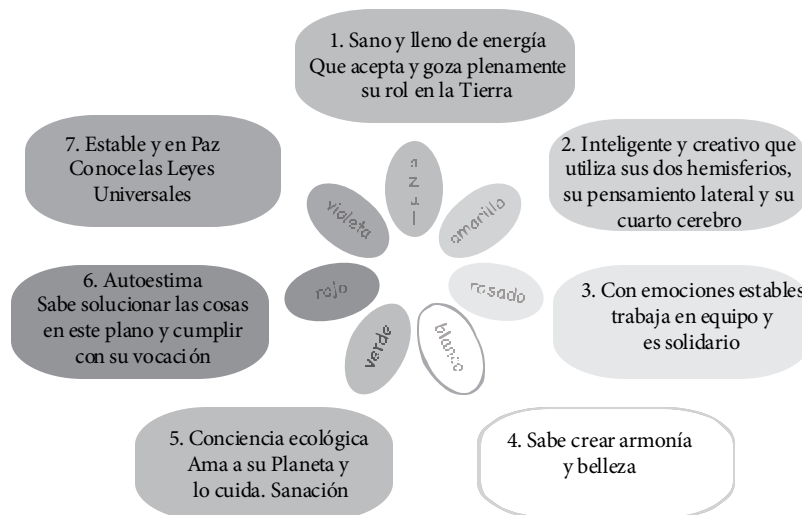 1. Sano y lleno de energía
Que acepta y goza plenamente
su rol en la Tierra
2. Inteligente y creativo que
utiliza sus dos hemisferios,
su pensamiento lateral y su
cuarto cerebro
3. Con emociones estables
trabaja en equipo y
es solidario
4. Sabe crear armonía
y belleza
5. Conciencia ecológica
Ama a su Planeta y
lo cuida. Sanación
6. Autoestima
Sabe solucionar las cosas
en este plano y cumplir
con su vocación
7. Estable y en Paz
Conoce las Leyes
Universales
azul
amarillo
rosado
blanco
verde
rojo
violeta